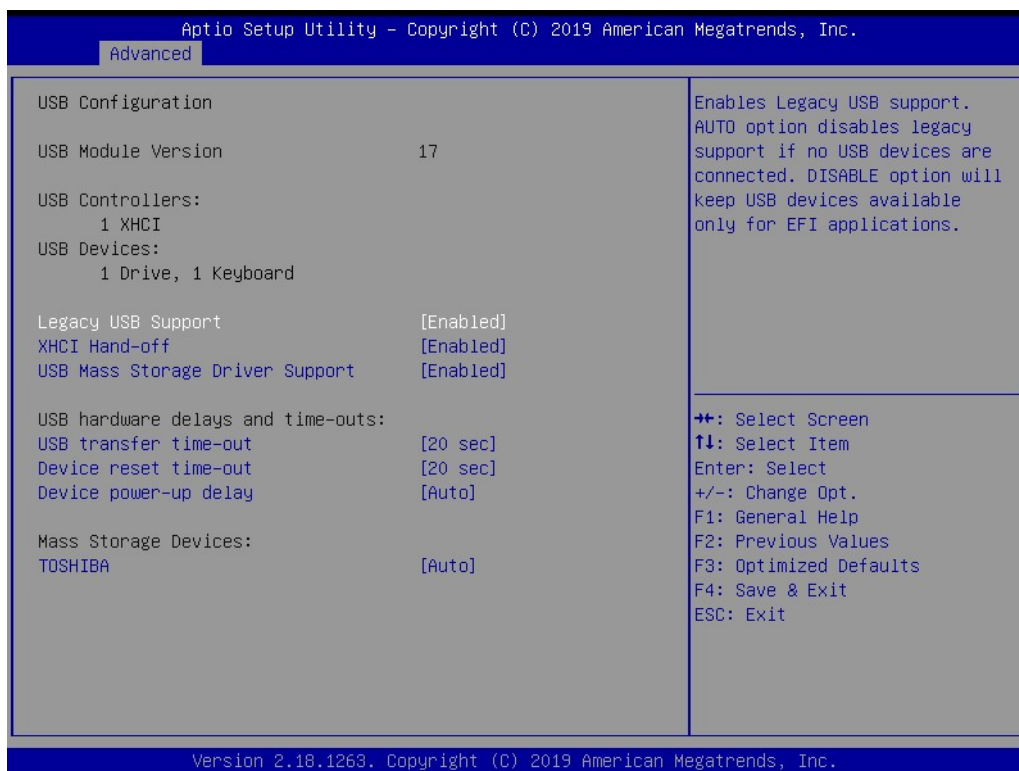 Aptio Setup Utility – Copyright (C) 2019 American Megatrends, Inc.
Advanced
USB Configuration
USB Module Version 17
USB Controllers:
1 XHCI
USB Devices:
1 Drive, 1 Keyboard
Legacy USB Support [Enabled]
XHCI Hand-off [Enabled]
USB Mass Storage Driver Support [Enabled]
USB hardware delays and time-outs:
USB transfer time-out [20 sec]
Device reset time-out [20 sec]
Device power-up delay [Auto]
Mass Storage Devices:
TOSHIBA [Auto]
Enables Legacy USB support.
AUTO option disables legacy
support if no USB devices are
connected. DISABLE option will
keep USB devices available
only for EFI applications.
→←: Select Screen
↑↓: Select Item
Enter: Select
+/-: Change Opt.
F1: General Help
F2: Previous Values
F3: Optimized Defaults
F4: Save & Exit
ESC: Exit
Version 2.18.1263. Copyright (C) 2019 American Megatrends, Inc.